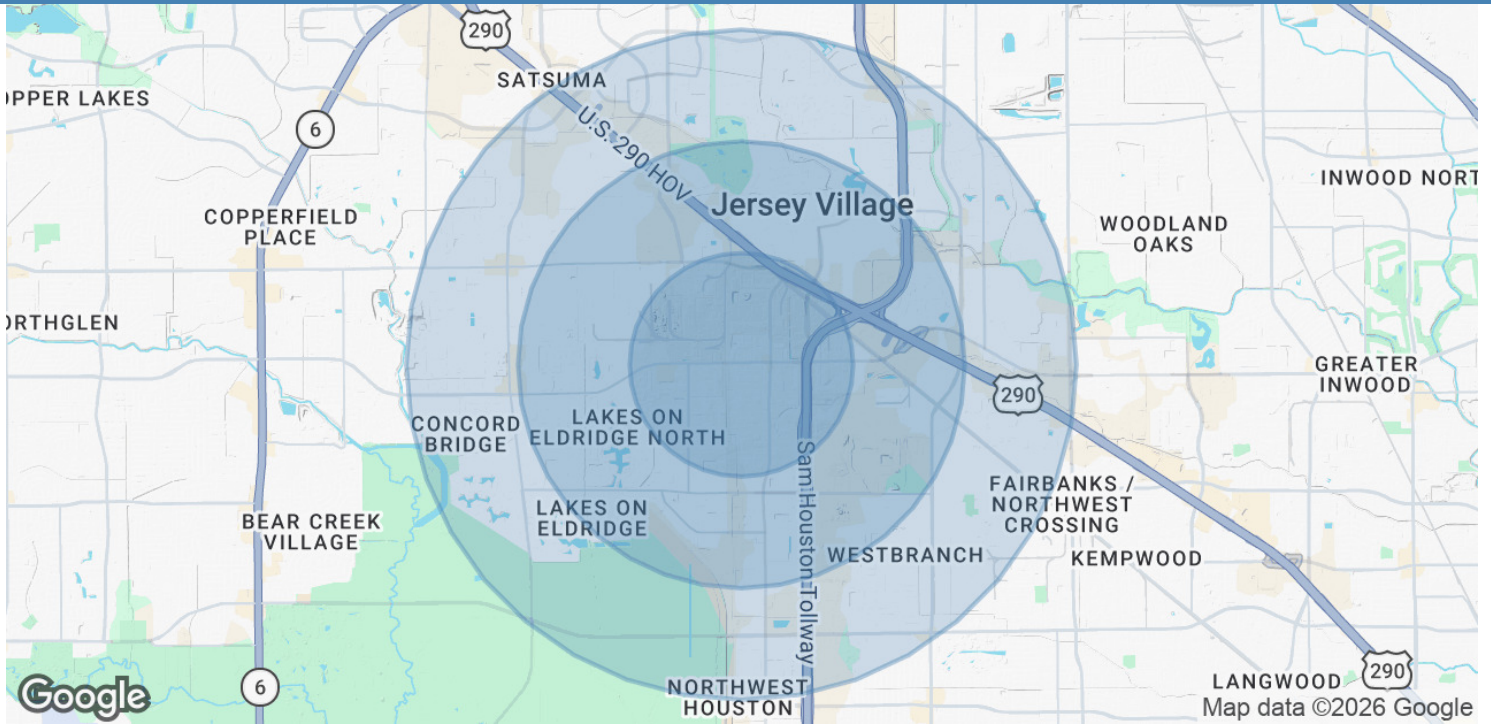 290
SATSUMA
OPPER LAKES
6
U.S. 290 HOV
INWOOD NORT
Jersey Village
COPPERFIELD
PLACE
WOODLAND
OAKS
ORTHGLEN
GREATER
INWOOD
290
CONCORD
BRIDGE
LAKES ON
ELDRIDGE NORTH
Sam Houston Tollway
FAIRBANKS /
NORTHWEST
CROSSING
LAKES ON
ELDRIDGE
BEAR CREEK
VILLAGE
WESTBRANCH
KEMPWOOD
290
6
NORTHWEST
HOUSTON
LANGWOOD
Google
Map data ©2026 Google